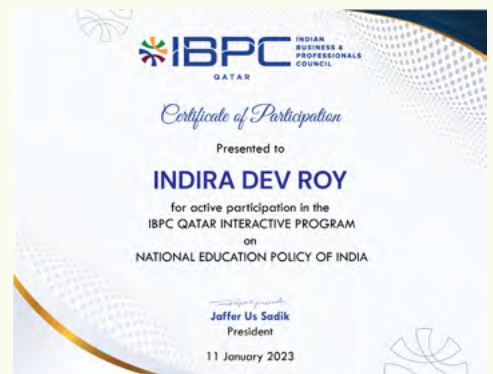 IBPC
INDIAN
BUSINESS &
PROFESSIONALS
COUNCIL
QATAR
Certificate of Participation
Presented to
INDIRA DEV ROY
for active participation in the
IBPC QATAR INTERACTIVE PROGRAM
on
NATIONAL EDUCATION POLICY OF INDIA
Jaffer Us Sadik
President
11 January 2023